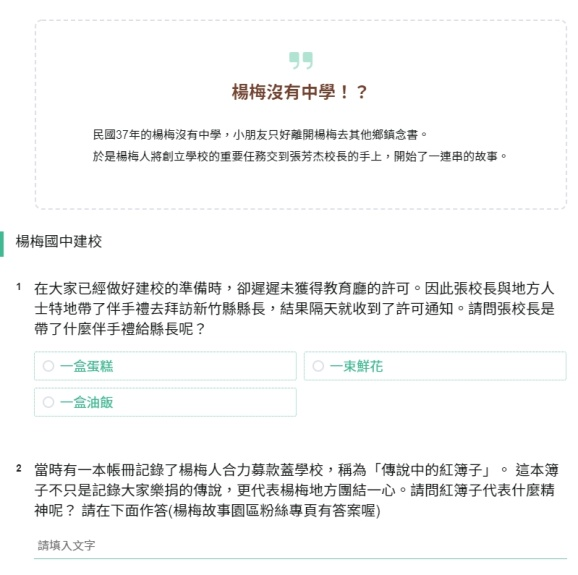 楊梅沒有中學！？
民國37年的楊梅沒有中學，小朋友只好離開楊梅去其他鄉鎮念書。
於是楊梅人將創立學校的重要任務交到張芳杰校長的手上，開始了一連串的故事。
楊梅國中建校
1 在大家已經做好建校的準備時，卻遲遲未獲得教育廳的許可。因此張校長與地方人
士特地帶了伴手禮去拜訪新竹縣縣長，結果隔天就收到了許可通知。請問張校長是
帶了什麼伴手禮給縣長呢？
一盒蛋糕
一束鮮花
一盒油飯
2 當時有一本帳冊記錄了楊梅人合力募款蓋學校，稱為「傳說中的紅簿子」。 這本簿
子不只是記錄大家樂捐的傳說，更代表楊梅地方團結一心。請問紅簿子代表什麼精
神呢？ 請在下面作答(楊梅故事園區粉絲專頁有答案喔)
請填入文字